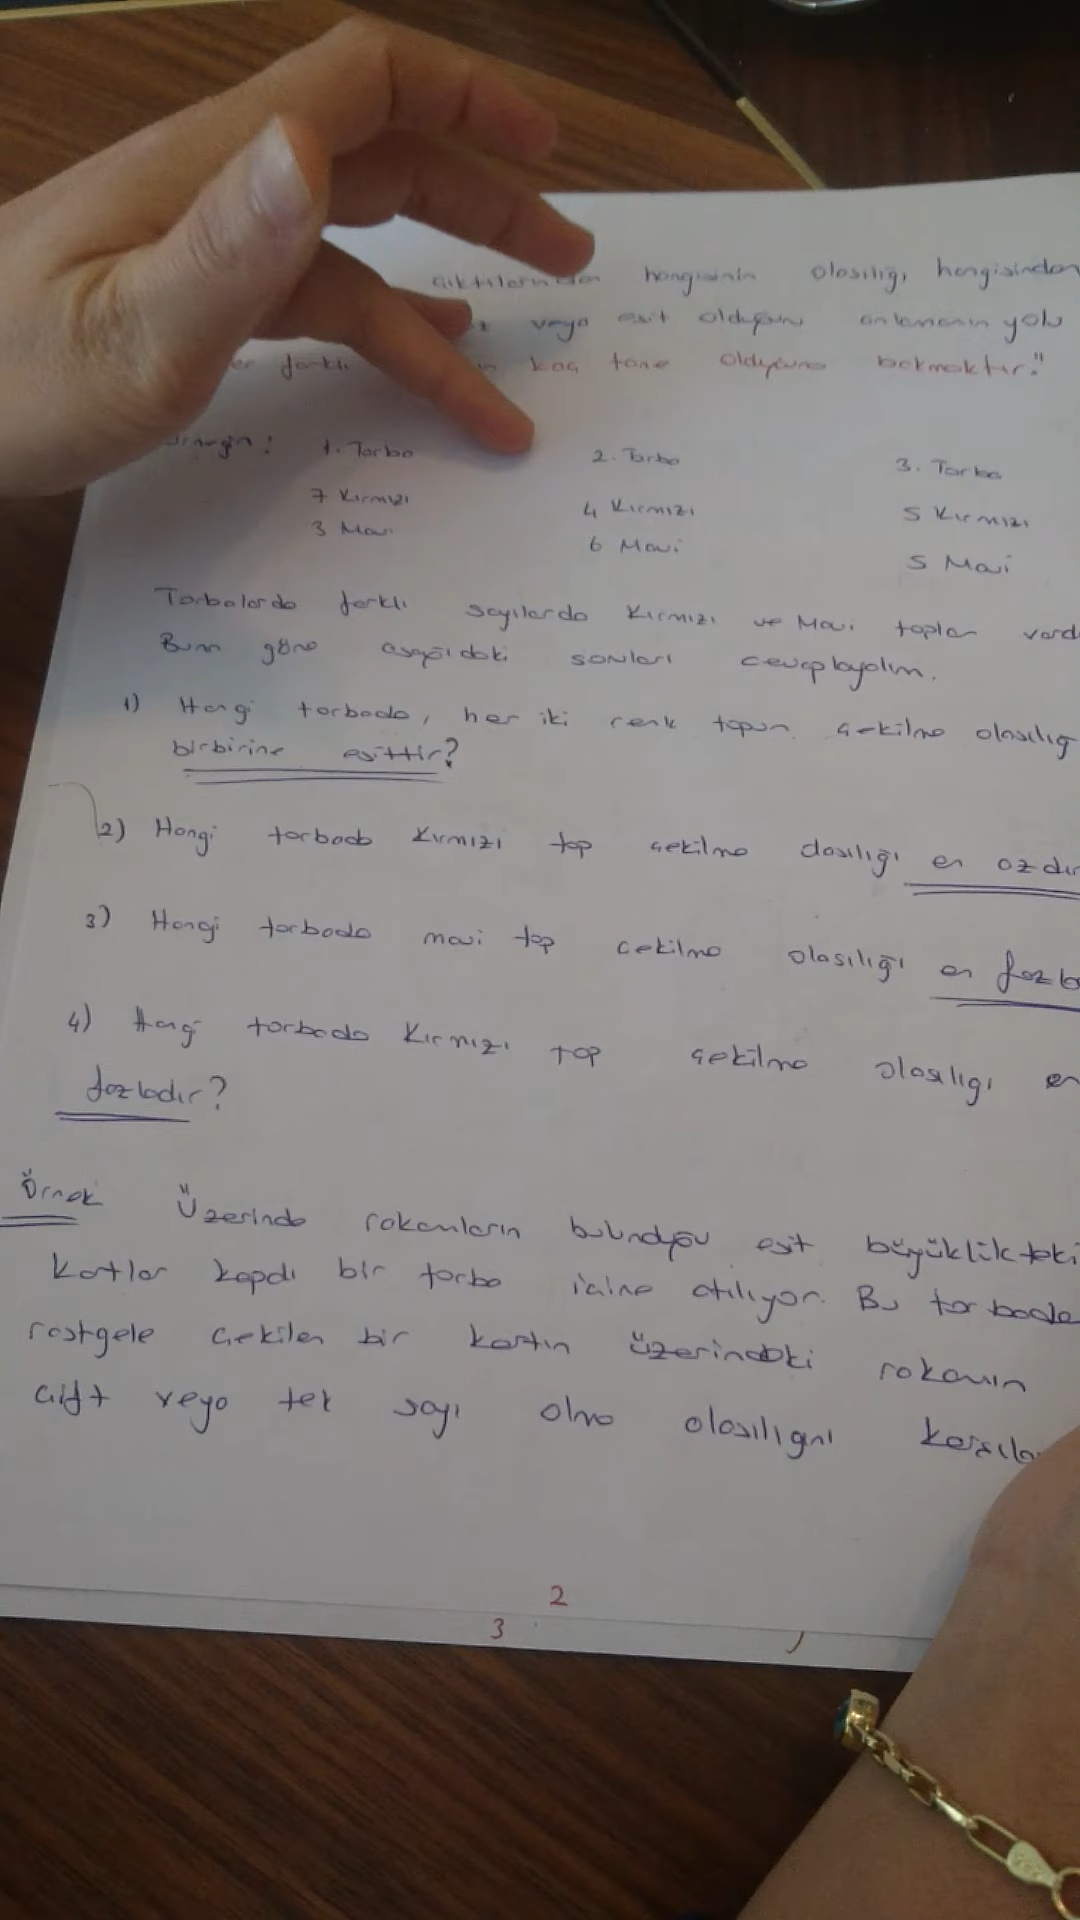 çıktılarından hangisinin olasılığı hangisinden
veya eşit olduğunu anlamanın yolu
er farklı kaç tane olduğuna bakmaktır."
1. Torba 2. Torba 3. Torba
7 Kırmızı 4 Kırmızı 5 Kırmızı
3 Mavi 6 Mavi 5 Mavi
Torbalarda farklı sayılarda Kırmızı ve Mavi toplar vardı
Buna göre aşağıdaki soruları cevaplayalım.
1) Hangi torbada, her iki renk topun çekilme olasılığ
birbirine eşittir?
2) Hangi torbada Kırmızı top çekilme olasılığı en azdır
3) Hangi torbada mavi top çekilme olasılığı en fazla
4) Hangi torbada Kırmızı top çekilme olasılığı en
fazladır?
Örnek Üzerinde rakamların bulunduğu eşit büyüklükteki
kartlar kapalı bir torba içine atılıyor. Bu torbada
rastgele çekilen bir kartın üzerindeki rakamın
çift veya tek sayı olma olasılığını karşıla
2
3